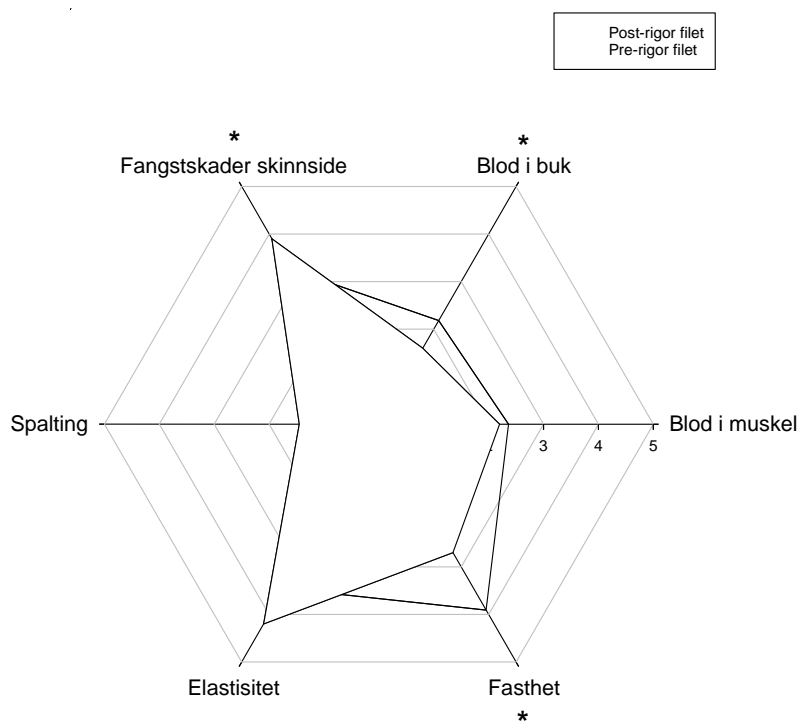 Post-rigor filet
Pre-rigor filet
*
*
Fangstskader skinnside
Blod i buk
Spalting
Blod i muskel
3
4
5
Elastisitet
Fasthet
*